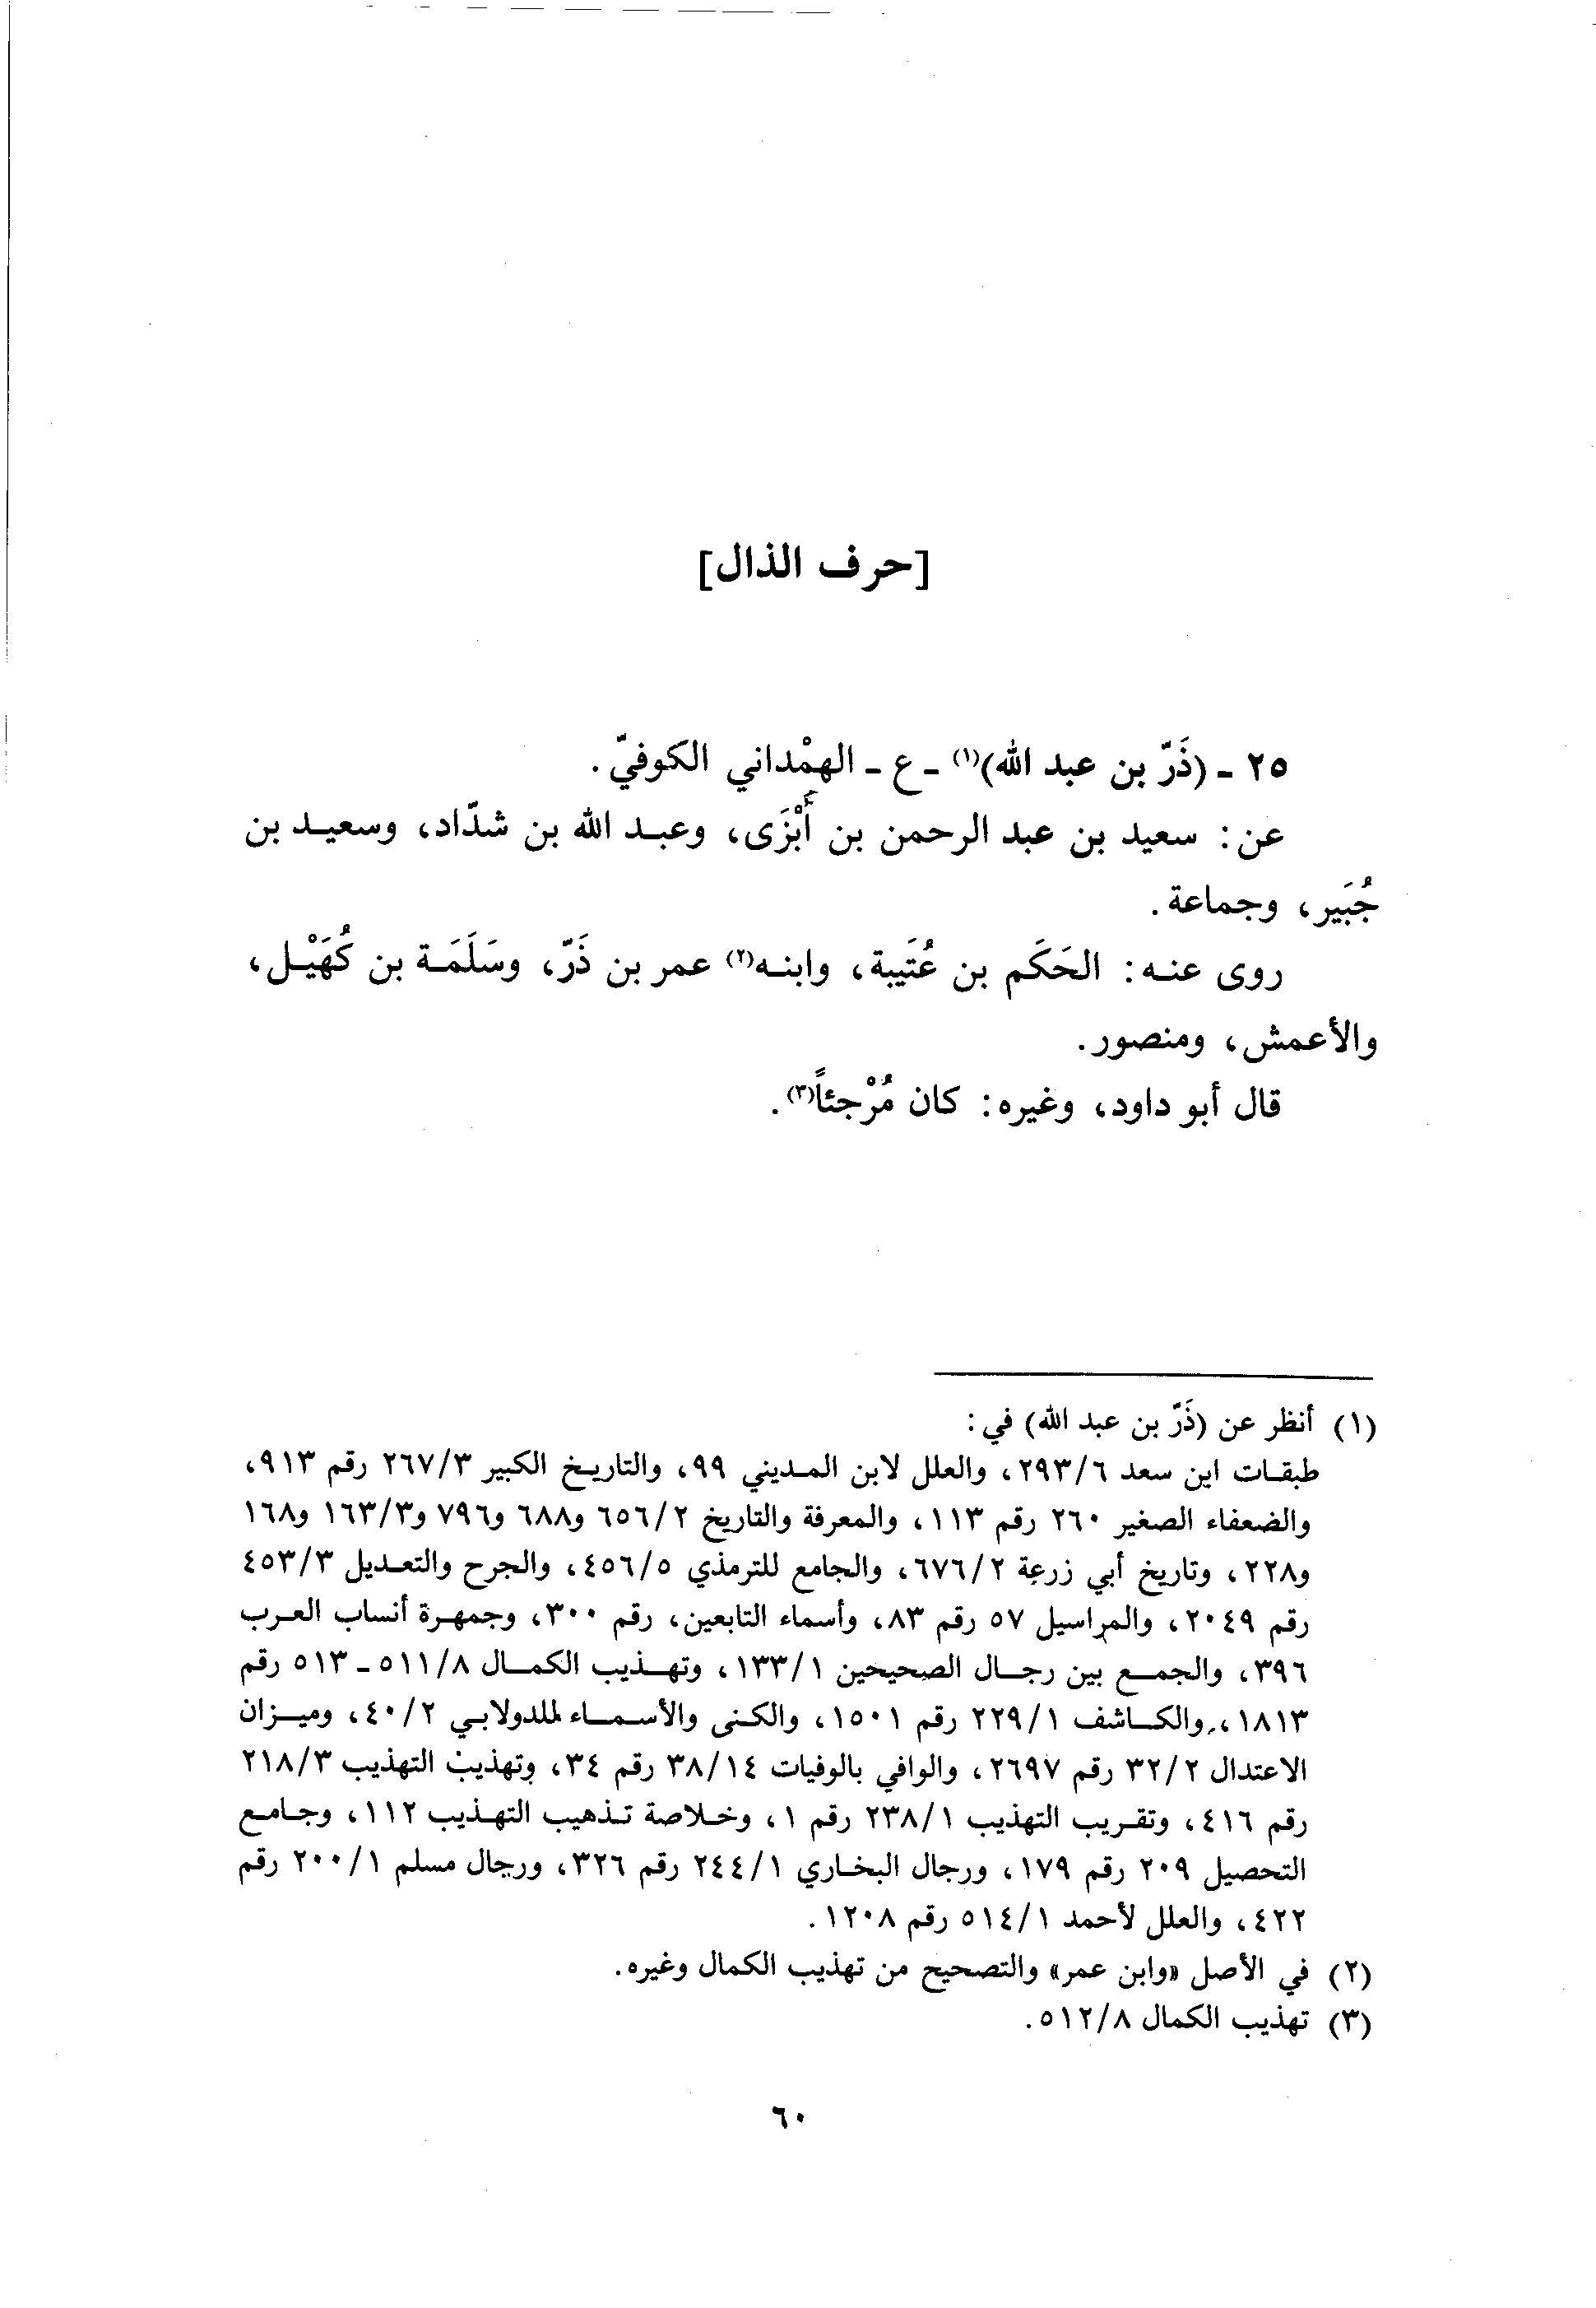 [حرف الذال]
٢٥ - (ذَرّ بن عبد الله)(١) - ع - الهمْداني الكوفيّ.
عن: سعيد بن عبد الرحمن بن أَبْزَى، وعبد الله بن شدّاد، وسعيد بن
جُبَير، وجماعة.
روى عنه: الحَكَم بن عُتَيبة، وابنه(٢) عمر بن ذَرّ، وسَلَمَة بن كُهَيْل،
والأعمش، ومنصور.
قال أبو داود، وغيره: كان مُرْجئاً(٣).
(١) أنظر عن (ذَرّ بن عبد الله) في:
طبقات ابن سعد ٢٩٣/٦، والعلل لابن المديني ٩٩، والتاريخ الكبير ٢٦٧/٣ رقم ٩١٣،
والضعفاء الصغير ٢٦٠ رقم ١١٣، والمعرفة والتاريخ ٦٥٦/٢ و٦٨٨ و٧٩٦ و١٦٣/٣ و١٦٨
و٢٢٨، وتاريخ أبي زرعة ٦٧٦/٢، والجامع للترمذي ٤٥٦/٥، والجرح والتعديل ٤٥٣/٣
رقم ٢٠٤٩، والمراسيل ٥٧ رقم ٨٣، وأسماء التابعين، رقم ٣٠٠، وجمهرة أنساب العرب
٣٩٦، والجمع بين رجال الصحيحين ١٣٣/١، وتهذيب الكمال ٥١١/٨ - ٥١٣ رقم
١٨١٣، والكاشف ٢٢٩/١ رقم ١٥٠١، والكنى والأسماء للدولابي ٤٠/٢، وميزان
الاعتدال ٣٢/٢ رقم ٢٦٩٧، والوافي بالوفيات ٣٨/١٤ رقم ٣٤، وتهذيب التهذيب ٢١٨/٣
رقم ٤١٦، وتقريب التهذيب ٢٣٨/١ رقم ١، وخلاصة تذهيب التهذيب ١١٢، وجامع
التحصيل ٢٠٩ رقم ١٧٩، ورجال البخاري ٢٤٤/١ رقم ٣٢٦، ورجال مسلم ٢٠٠/١ رقم
٤٢٢، والعلل لأحمد ٥١٤/١ رقم ١٢٠٨.
(٢) في الأصل «وابن عمر» والتصحيح من تهذيب الكمال وغيره.
(٣) تهذيب الكمال ٥١٢/٨.
٦٠